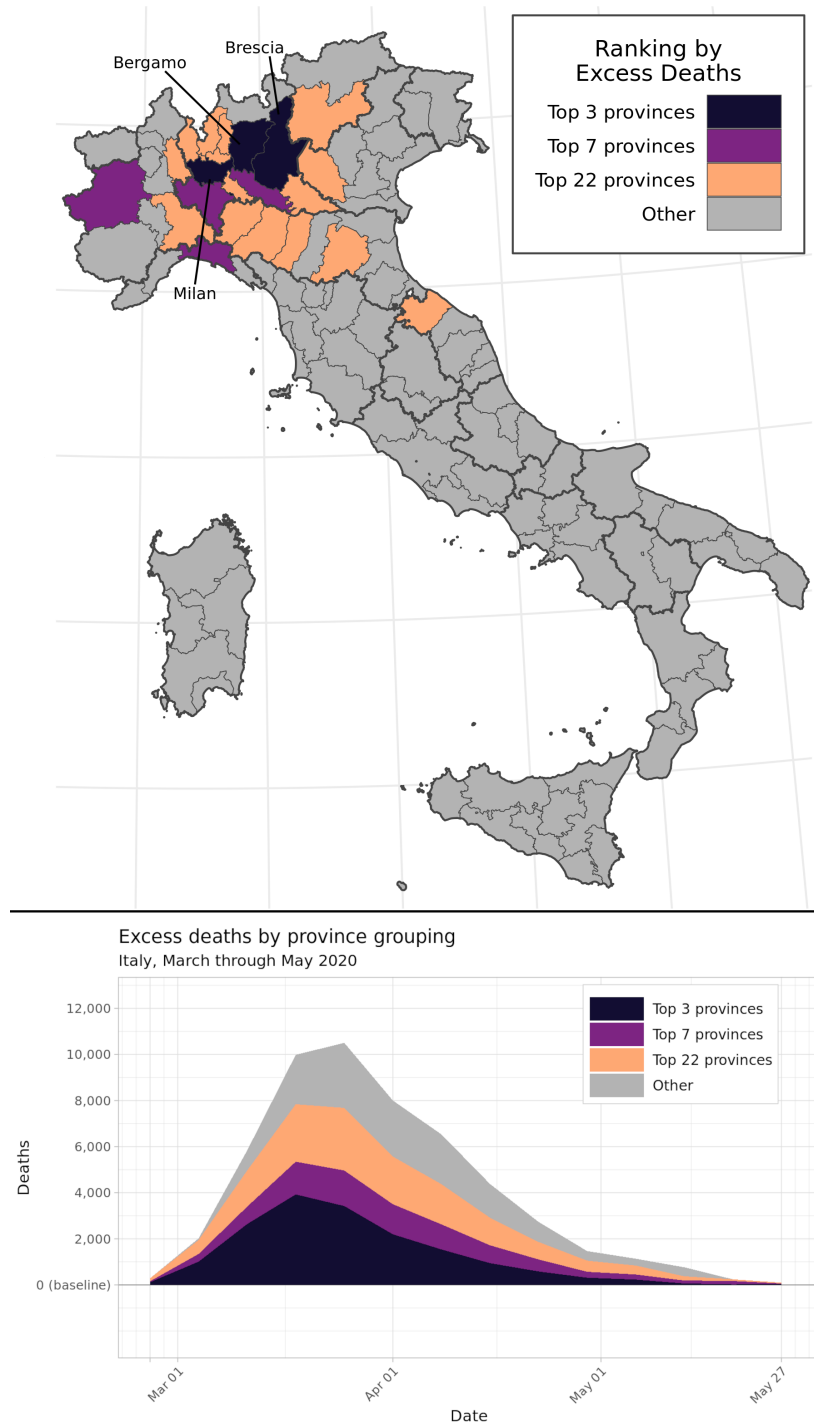 Brescia
Bergamo
Milan
Ranking by
Excess Deaths
Top 3 provinces
Top 7 provinces
Top 22 provinces
Other
Excess deaths by province grouping
Italy, March through May 2020
12,000
10,000
8,000
6,000
4,000
2,000
0 (baseline)
Deaths
Top 3 provinces
Top 7 provinces
Top 22 provinces
Other
Mar 01
Apr 01
May 01
May 27
Date